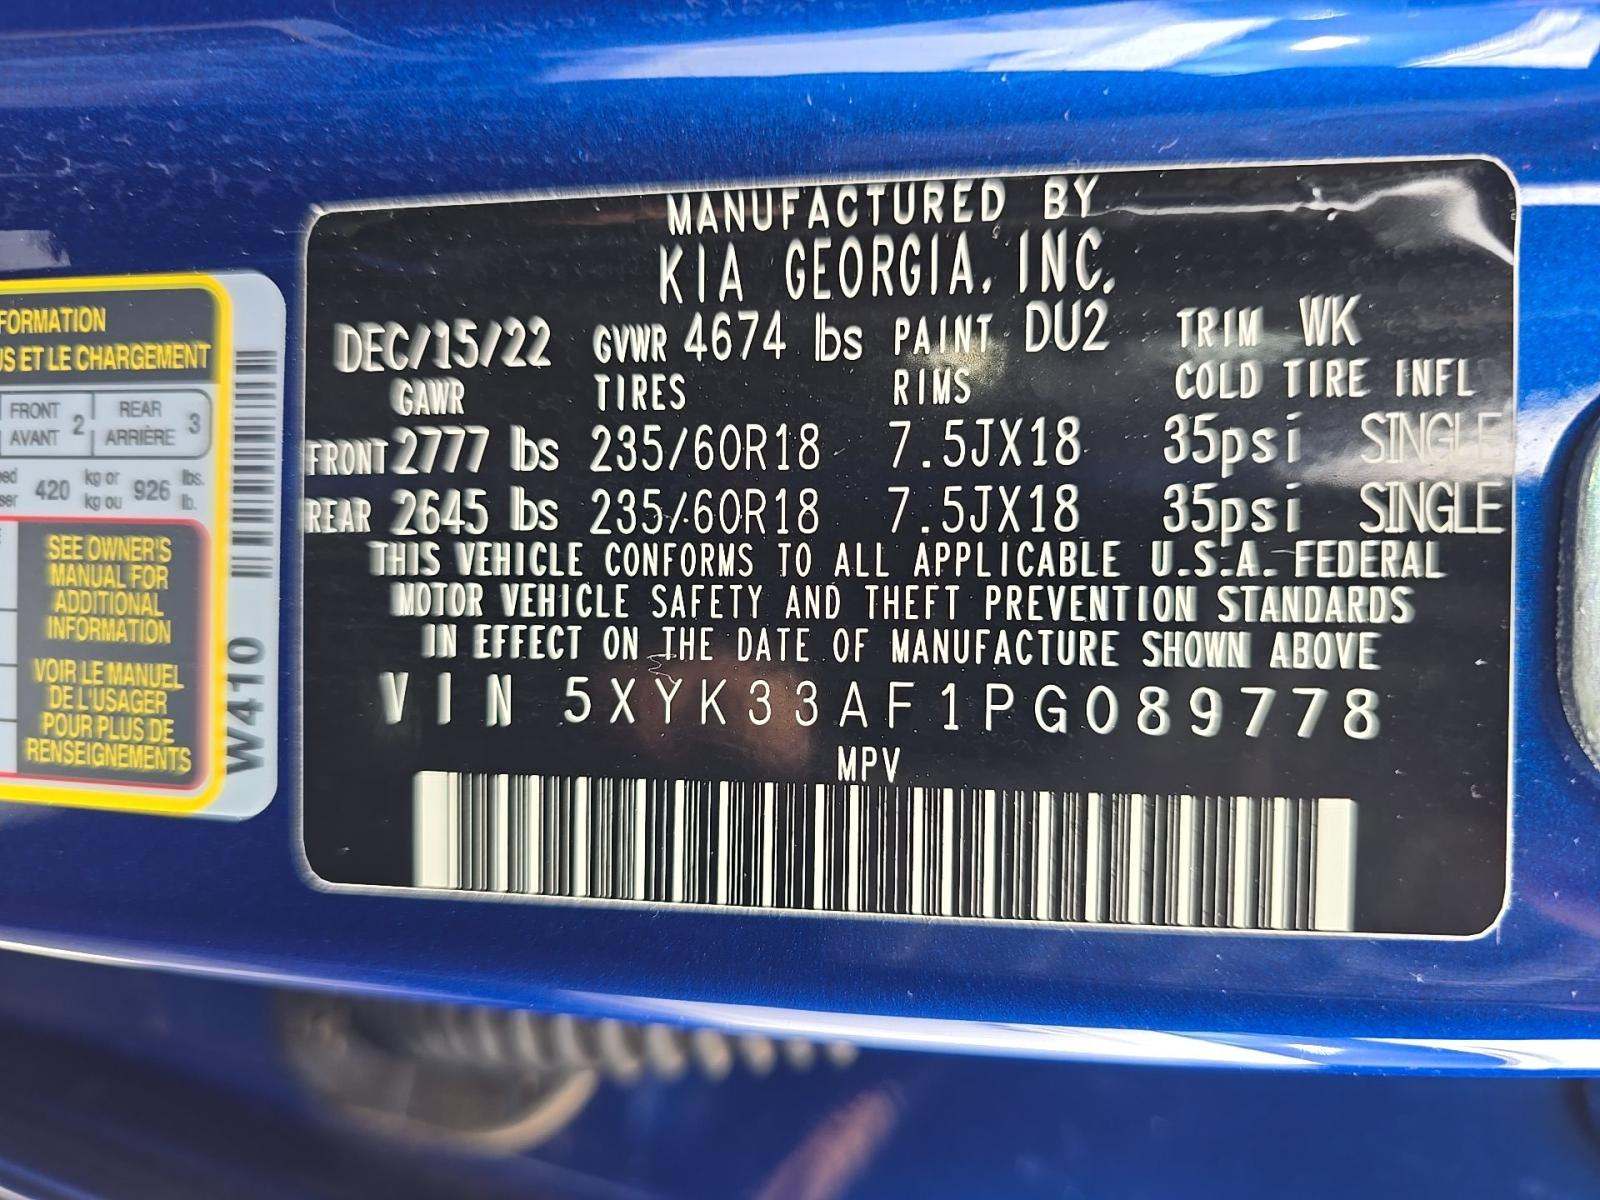 FORMATION
US ET LE CHARGEMENT
FRONT
AVANT 2
REAR
ARRIÈRE 3
420 kg or
kg ou 926 lbs.
lb.
SEE OWNER'S
MANUAL FOR
ADDITIONAL
INFORMATION
VOIR LE MANUEL
DE L'USAGER
POUR PLUS DE
RENSEIGNEMENTS
W410
MANUFACTURED BY
KIA GEORGIA, INC.
DEC/15/22 GVWR 4674 lbs PAINT DU2 TRIM WK
GAWR TIRES RIMS COLD TIRE INFL
FRONT 2777 lbs 235/60R18 7.5JX18 35psi SINGLE
REAR 2645 lbs 235/60R18 7.5JX18 35psi SINGLE
THIS VEHICLE CONFORMS TO ALL APPLICABLE U.S.A. FEDERAL
MOTOR VEHICLE SAFETY AND THEFT PREVENTION STANDARDS
IN EFFECT ON THE DATE OF MANUFACTURE SHOWN ABOVE
VIN 5XYK33AF1PG089778
MPV